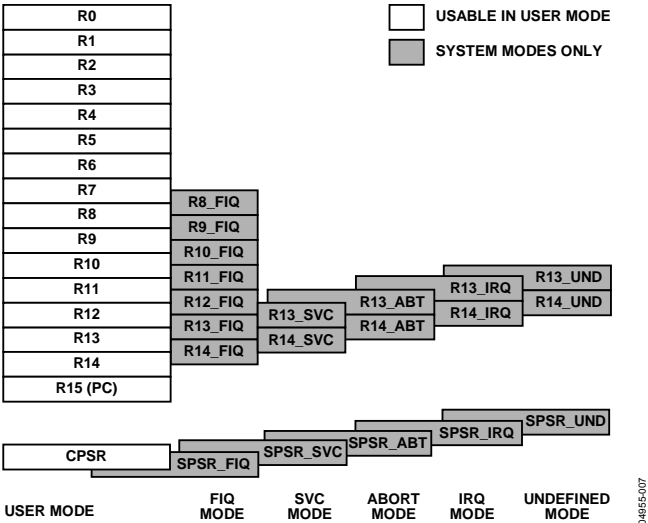 R0
R1
R2
R3
R4
R5
R6
R7
R8
R9
R10
R11
R12
R13
R14
R15 (PC)
CPSR
USER MODE
R8_FIQ
R9_FIQ
R10_FIQ
R11_FIQ
R12_FIQ
R13_FIQ
R14_FIQ
SPSR_FIQ
FIQ
MODE
R13_SVC
R14_SVC
SPSR_SVC
SVC
MODE
R13_ABT
R14_ABT
SPSR_ABT
ABORT
MODE
R13_IRQ
R14_IRQ
SPSR_IRQ
IRQ
MODE
R13_UND
R14_UND
SPSR_UND
UNDEFINED
MODE
USABLE IN USER MODE
SYSTEM MODES ONLY
04955-007